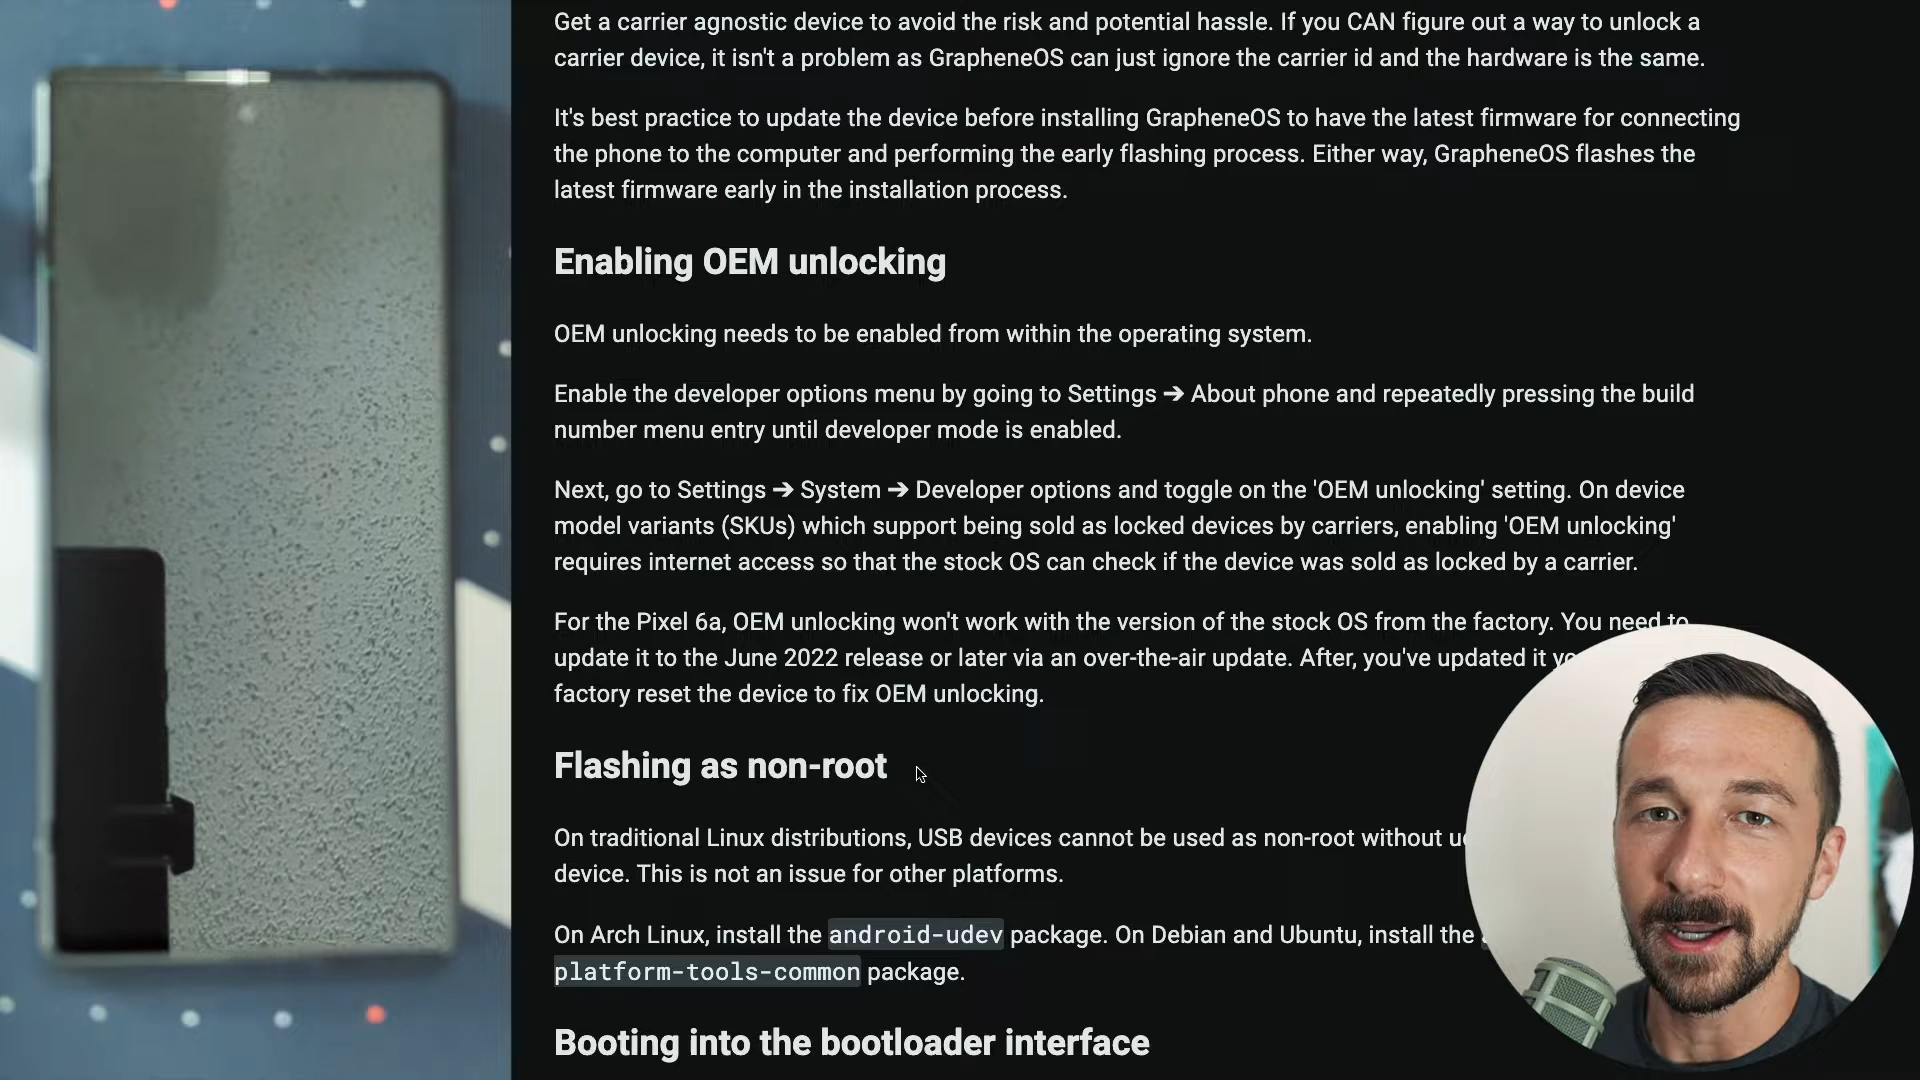 Get a carrier agnostic device to avoid the risk and potential hassle. If you CAN figure out a way to unlock a
carrier device, it isn't a problem as GrapheneOS can just ignore the carrier id and the hardware is the same.
It's best practice to update the device before installing GrapheneOS to have the latest firmware for connecting
the phone to the computer and performing the early flashing process. Either way, GrapheneOS flashes the
latest firmware early in the installation process.
Enabling OEM unlocking
OEM unlocking needs to be enabled from within the operating system.
Enable the developer options menu by going to Settings ➔ About phone and repeatedly pressing the build
number menu entry until developer mode is enabled.
Next, go to Settings ➔ System ➔ Developer options and toggle on the 'OEM unlocking' setting. On device
model variants (SKUs) which support being sold as locked devices by carriers, enabling 'OEM unlocking'
requires internet access so that the stock OS can check if the device was sold as locked by a carrier.
For the Pixel 6a, OEM unlocking won't work with the version of the stock OS from the factory. You need to
update it to the June 2022 release or later via an over-the-air update. After, you've updated it
factory reset the device to fix OEM unlocking.
Flashing as non-root
On traditional Linux distributions, USB devices cannot be used as non-root without
device. This is not an issue for other platforms.
On Arch Linux, install the android-udev package. On Debian and Ubuntu, install the
platform-tools-common package.
Booting into the bootloader interface